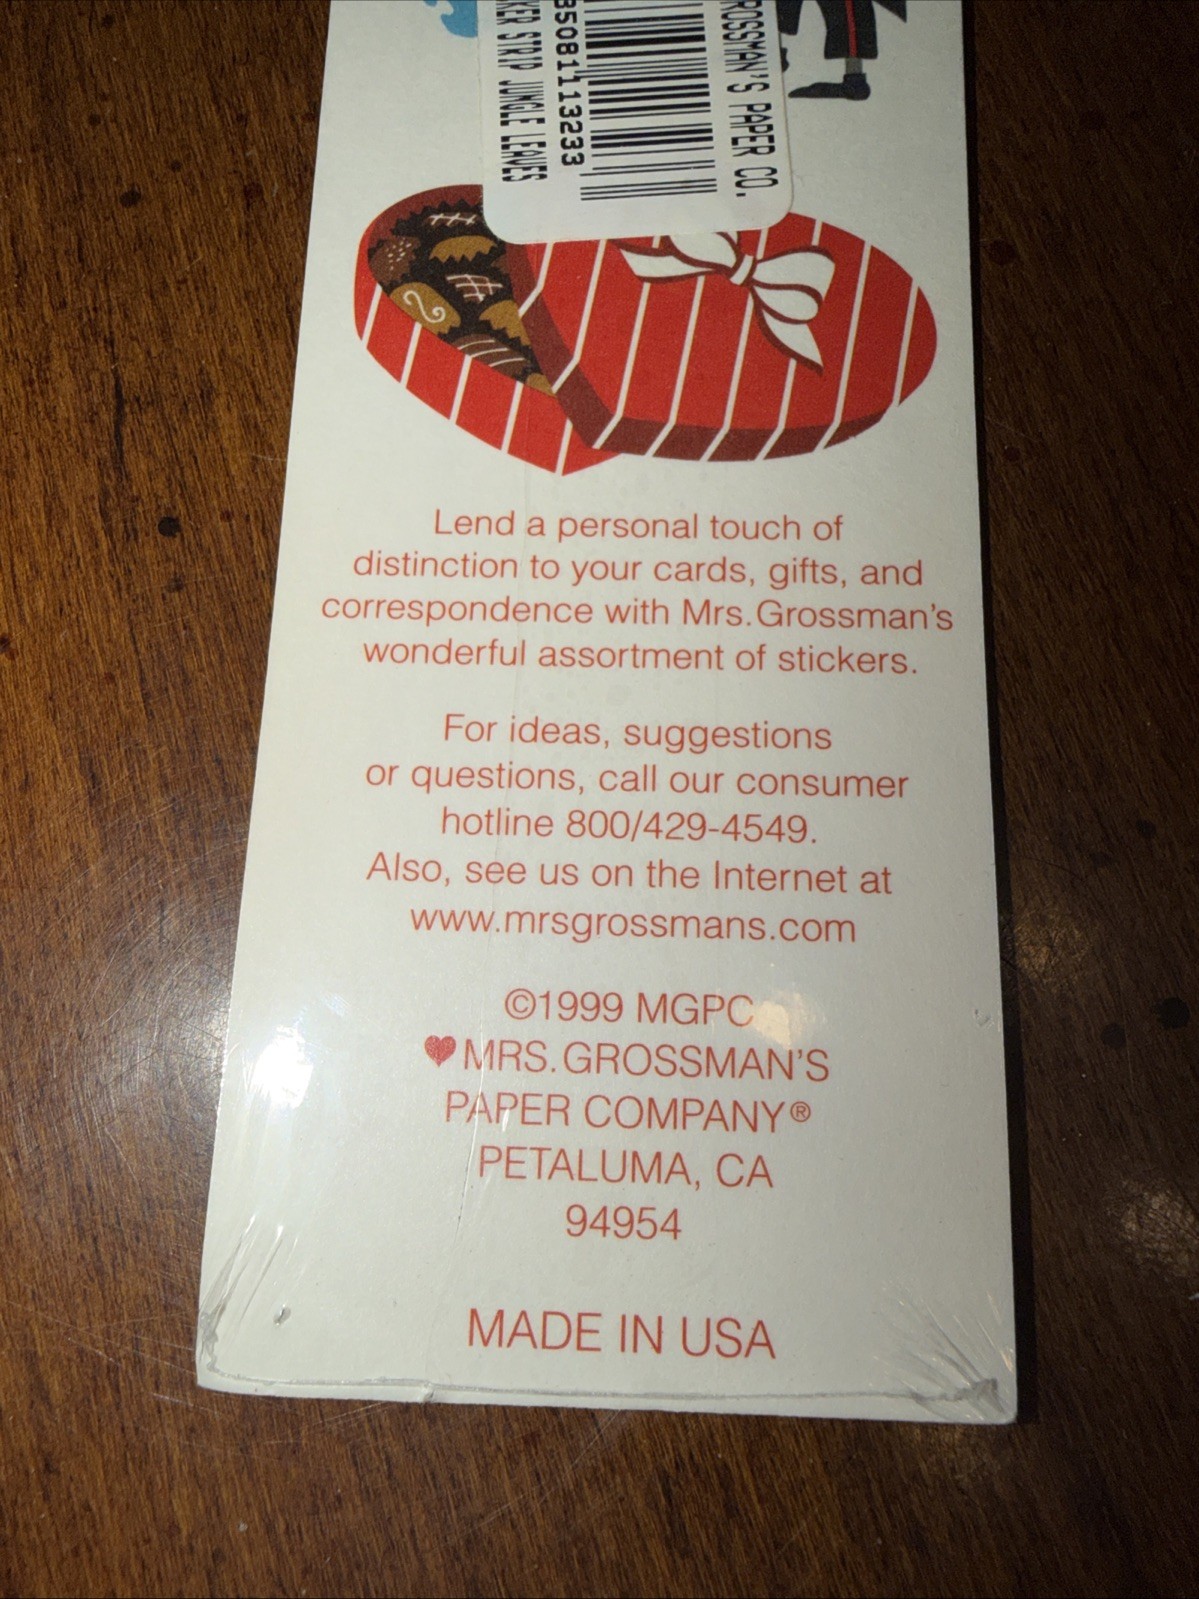 ROSSMAN'S PAPER CO.
35081113233
KER STRIP JUNGLE LEAVES
Lend a personal touch of
distinction to your cards, gifts, and
correspondence with Mrs. Grossman's
wonderful assortment of stickers.
For ideas, suggestions
or questions, call our consumer
hotline 800/429-4549.
Also, see us on the Internet at
www.mrsgrossmans.com
©1999 MGPC
♥ MRS. GROSSMAN'S
PAPER COMPANY®
PETALUMA, CA
94954
MADE IN USA